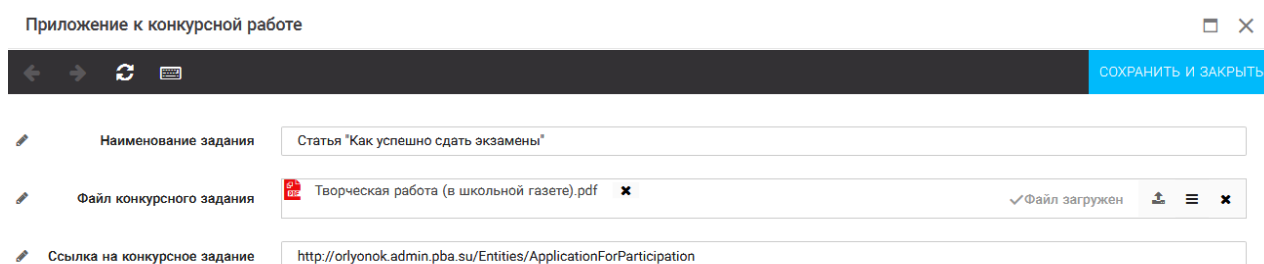 Приложение к конкурсной работе
СОХРАНИТЬ И ЗАКРЫТЬ
Наименование задания Статья "Как успешно сдать экзамены"
Файл конкурсного задания Творческая работа (в школьной газете).pdf Файл загружен
Ссылка на конкурсное задание http://orlyonok.admin.pba.su/Entities/ApplicationForParticipation